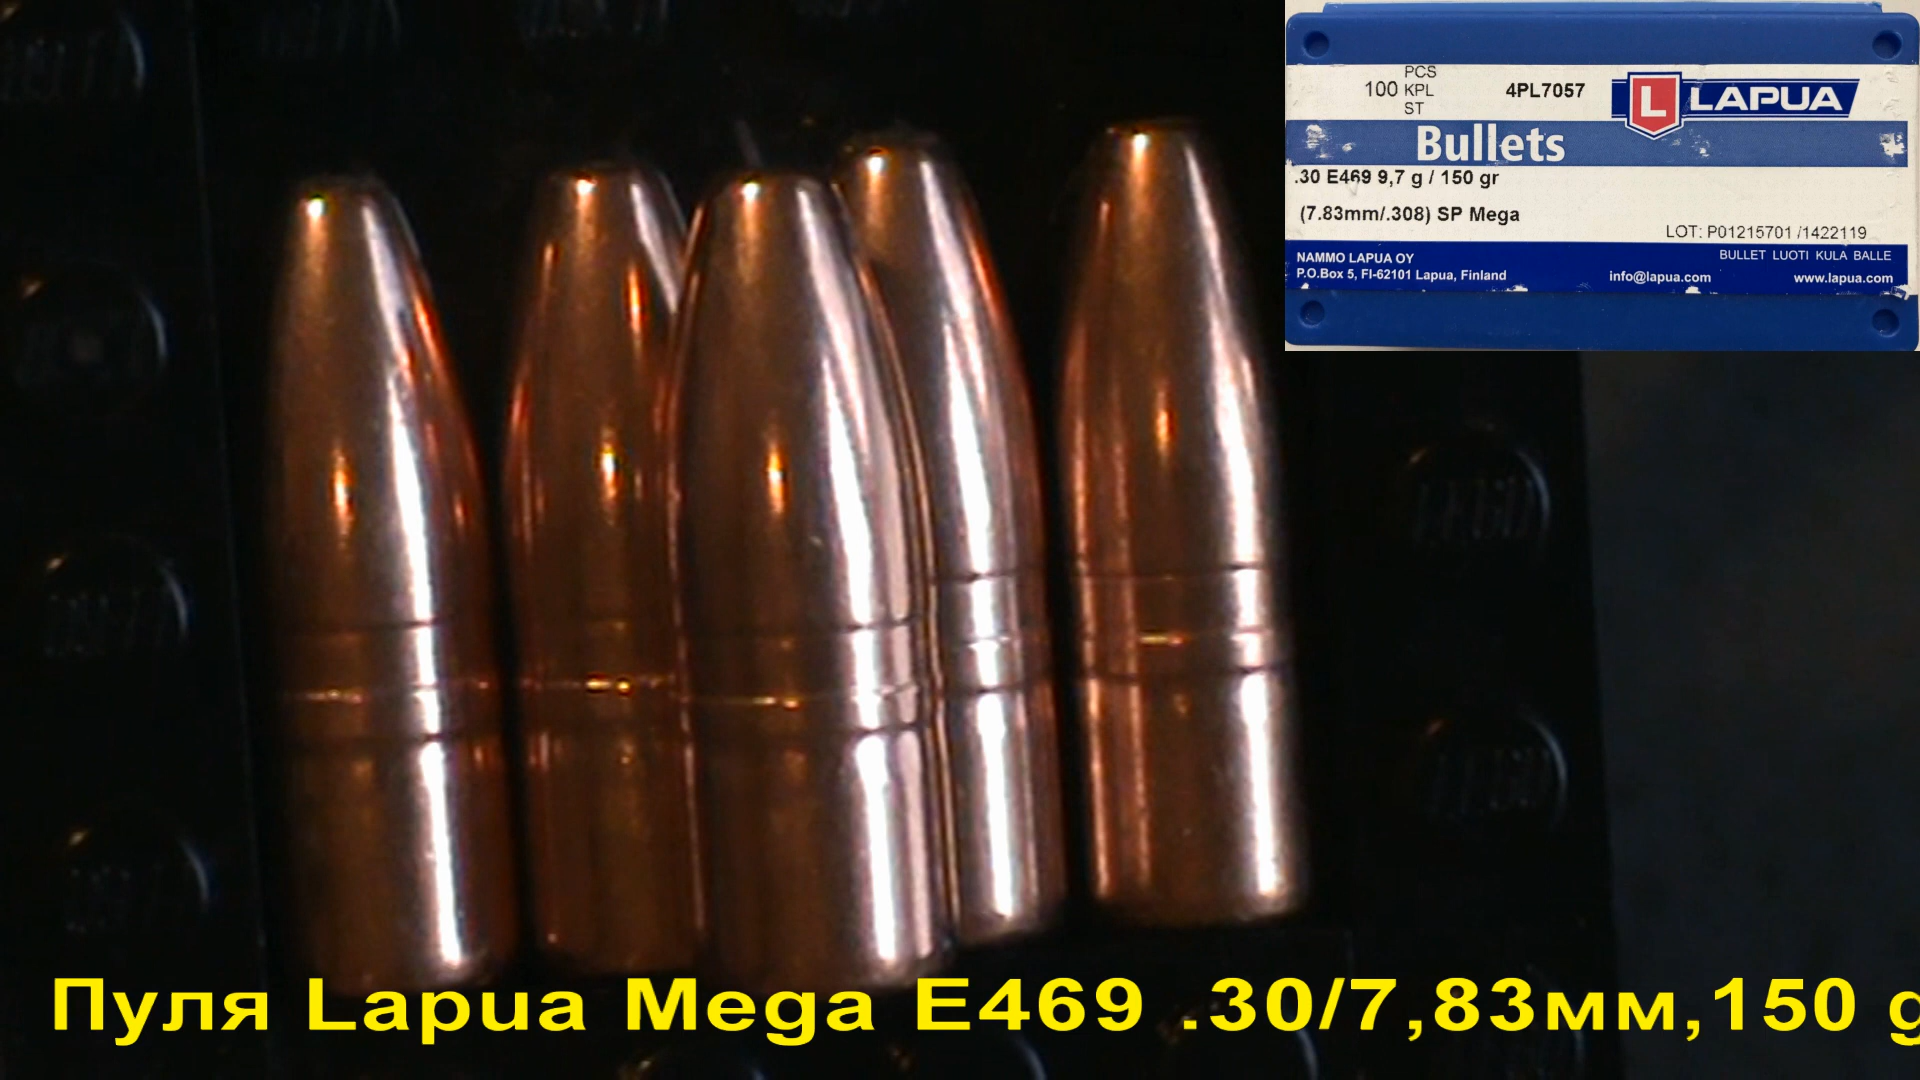 PCS
100 KPL
ST
4PL7057
L LAPUA
Bullets
.30 E469 9,7 g / 150 gr
(7.83mm/.308) SP Mega
LOT: P01215701 /1422119
BULLET LUOTI KULA BALLE
NAMMO LAPUA OY
P.O.Box 5, FI-62101 Lapua, Finland
info@lapua.com
www.lapua.com
LEGO
LEGO
Пуля Lapua Mega E469 .30/7,83мм,150 g